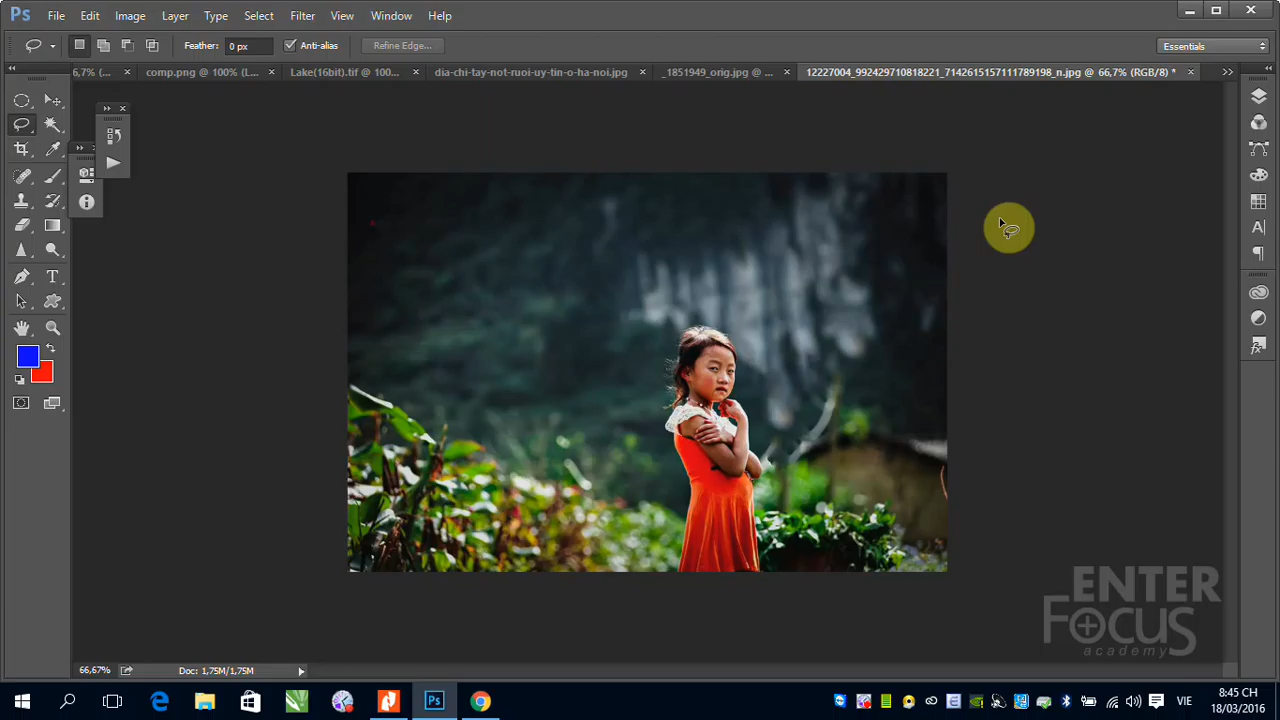 Ps File Edit Image Layer Type Select Filter View Window Help
Feather: 0 px Anti-alias Refine Edge... Essentials
6,7% (... × comp.png @ 100% (L... × Lake(16bit).tif @ 100... × dia-chi-tay-not-ruoi-uy-tin-o-ha-noi.jpg × _1851949_orig.jpg @ ... × 12227004_992429710818221_7142615157111789198_n.jpg @ 66,7% (RGB/8) * ×
ENTER
FOCUS
academy
66,67% Doc: 1,75M/1,75M
Ps VIE 8:45 CH
18/03/2016